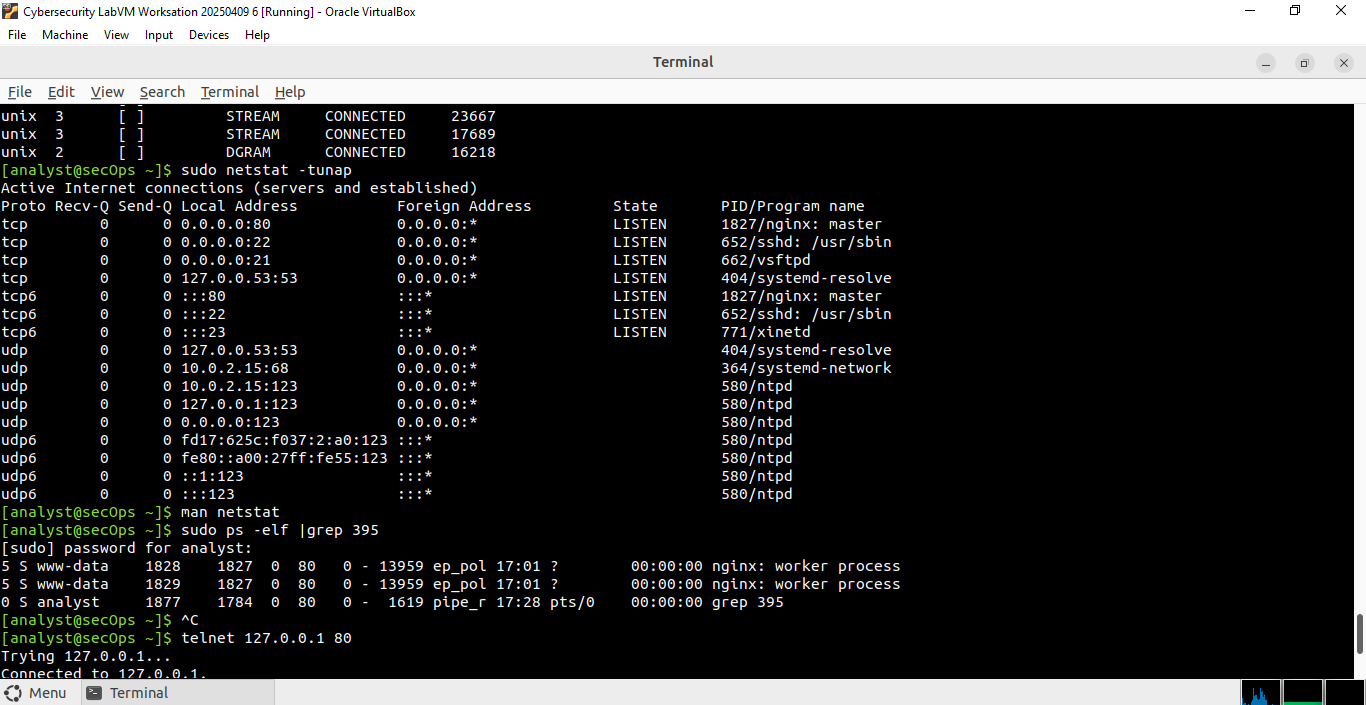 Cybersecurity LabVM Worksation 20250409 6 [Running] - Oracle VirtualBox
File Machine View Input Devices Help
Terminal
File Edit View Search Terminal Help
unix  3      [ ]         STREAM     CONNECTED     23667
unix  3      [ ]         STREAM     CONNECTED     17689
unix  2      [ ]         DGRAM      CONNECTED     16218
[analyst@secOps ~]$ sudo netstat -tunap
Active Internet connections (servers and established)
Proto Recv-Q Send-Q Local Address           Foreign Address         State       PID/Program name
tcp        0      0 0.0.0.0:80              0.0.0.0:*               LISTEN      1827/nginx: master
tcp        0      0 0.0.0.0:22              0.0.0.0:*               LISTEN      652/sshd: /usr/sbin
tcp        0      0 0.0.0.0:21              0.0.0.0:*               LISTEN      662/vsftpd
tcp        0      0 127.0.0.53:53           0.0.0.0:*               LISTEN      404/systemd-resolve
tcp6       0      0 :::80                   :::*                    LISTEN      1827/nginx: master
tcp6       0      0 :::22                   :::*                    LISTEN      652/sshd: /usr/sbin
tcp6       0      0 :::23                   :::*                    LISTEN      771/xinetd
udp        0      0 127.0.0.53:53           0.0.0.0:*                           404/systemd-resolve
udp        0      0 10.0.2.15:68            0.0.0.0:*                           364/systemd-network
udp        0      0 10.0.2.15:123           0.0.0.0:*                           580/ntpd
udp        0      0 127.0.0.1:123           0.0.0.0:*                           580/ntpd
udp        0      0 0.0.0.0:123             0.0.0.0:*                           580/ntpd
udp6       0      0 fd17:625c:f037:2:a0:123 :::*                                580/ntpd
udp6       0      0 fe80::a00:27ff:fe55:123 :::*                                580/ntpd
udp6       0      0 ::1:123                 :::*                                580/ntpd
udp6       0      0 :::123                  :::*                                580/ntpd
[analyst@secOps ~]$ man netstat
[analyst@secOps ~]$ sudo ps -elf |grep 395
[sudo] password for analyst:
5 S www-data    1828    1827  0  80   0 - 13959 ep_pol 17:01 ?        00:00:00 nginx: worker process
5 S www-data    1829    1827  0  80   0 - 13959 ep_pol 17:01 ?        00:00:00 nginx: worker process
0 S analyst     1877    1784  0  80   0 -  1619 pipe_r 17:28 pts/0    00:00:00 grep 395
[analyst@secOps ~]$ ^C
[analyst@secOps ~]$ telnet 127.0.0.1 80
Trying 127.0.0.1...
Connected to 127.0.0.1.
Menu Terminal